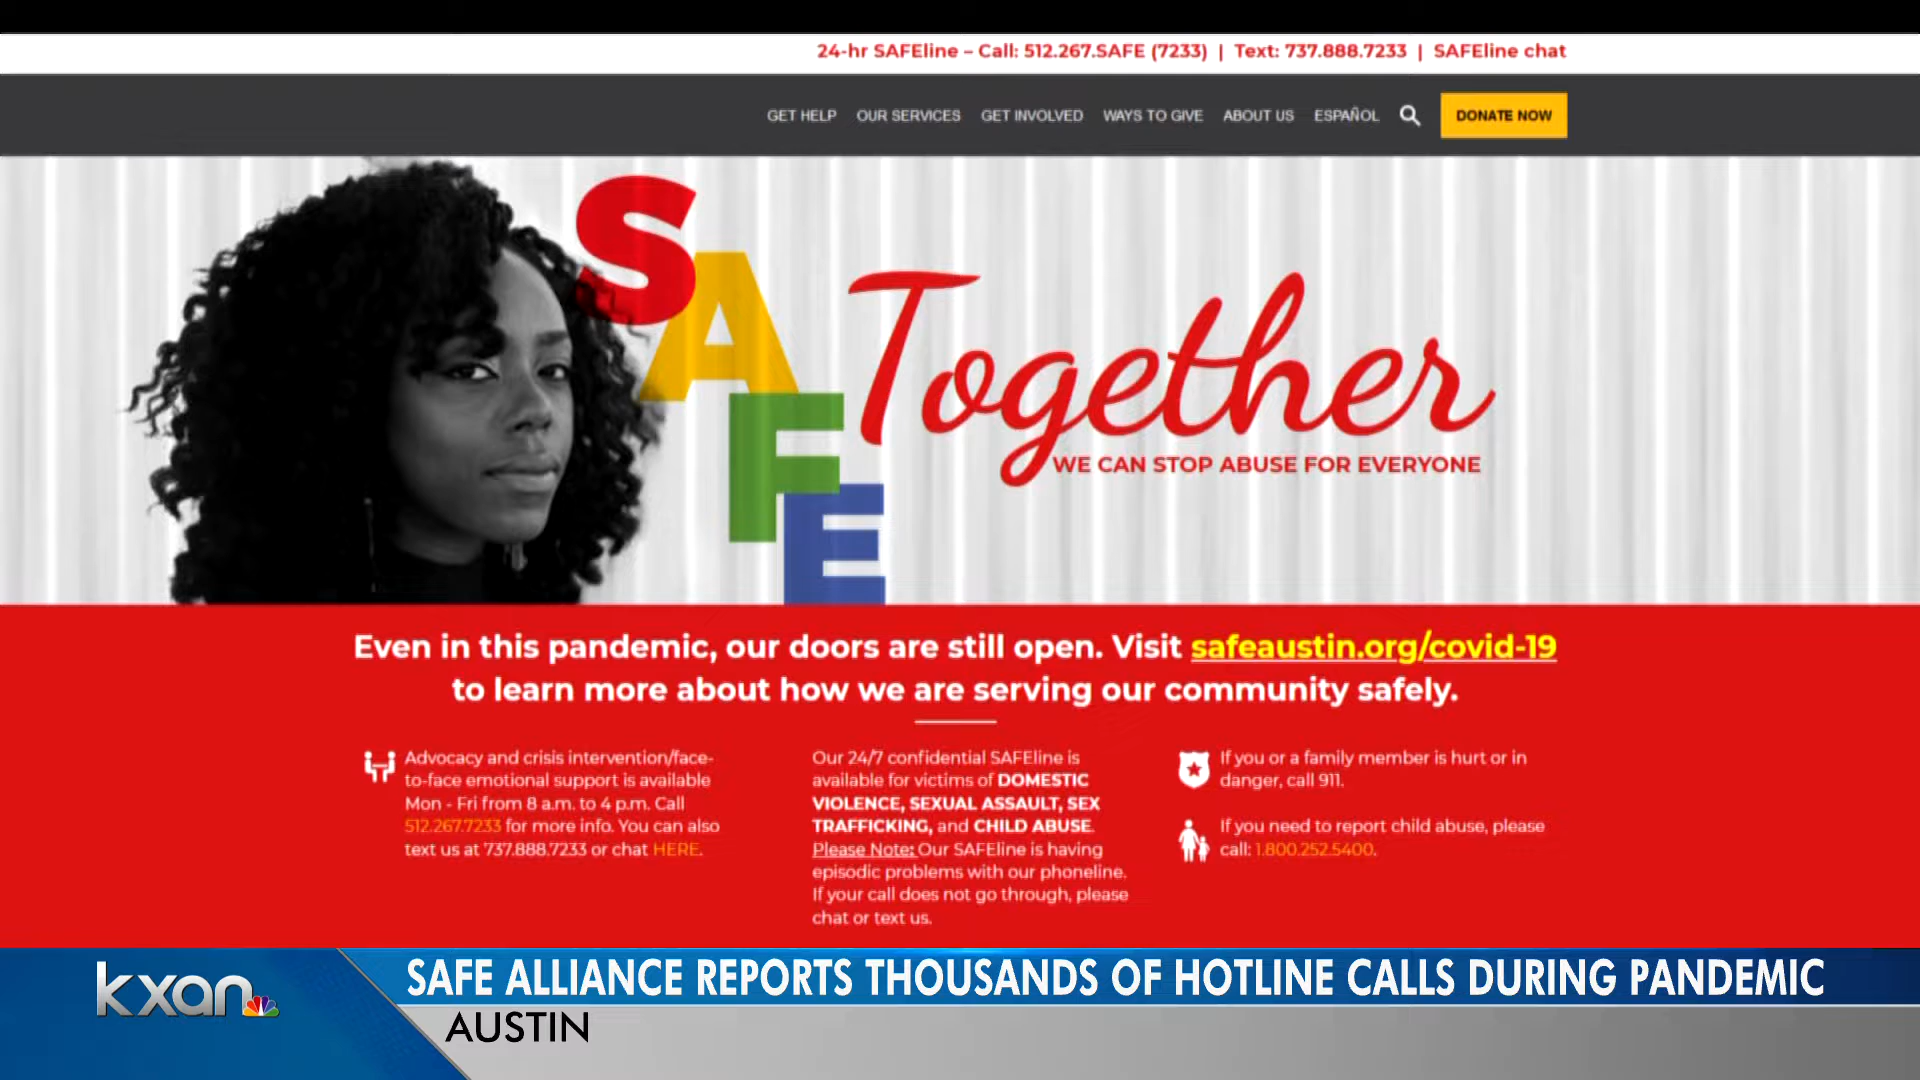 24-hr SAFEline – Call: 512.267.SAFE (7233) | Text: 737.888.7233 | SAFEline chat
GET HELP OUR SERVICES GET INVOLVED WAYS TO GIVE ABOUT US ESPAÑOL DONATE NOW
SAFE
Together
WE CAN STOP ABUSE FOR EVERYONE
Even in this pandemic, our doors are still open. Visit safeaustin.org/covid-19
to learn more about how we are serving our community safely.
Advocacy and crisis intervention/face-
to-face emotional support is available
Mon - Fri from 8 a.m. to 4 p.m. Call
512.267.7233 for more info. You can also
text us at 737.888.7233 or chat HERE.
Our 24/7 confidential SAFEline is
available for victims of DOMESTIC
VIOLENCE, SEXUAL ASSAULT, SEX
TRAFFICKING, and CHILD ABUSE.
Please Note: Our SAFEline is having
episodic problems with our phoneline.
If your call does not go through, please
chat or text us.
If you or a family member is hurt or in
danger, call 911.
If you need to report child abuse, please
call: 1.800.252.5400.
kxan
SAFE ALLIANCE REPORTS THOUSANDS OF HOTLINE CALLS DURING PANDEMIC
AUSTIN